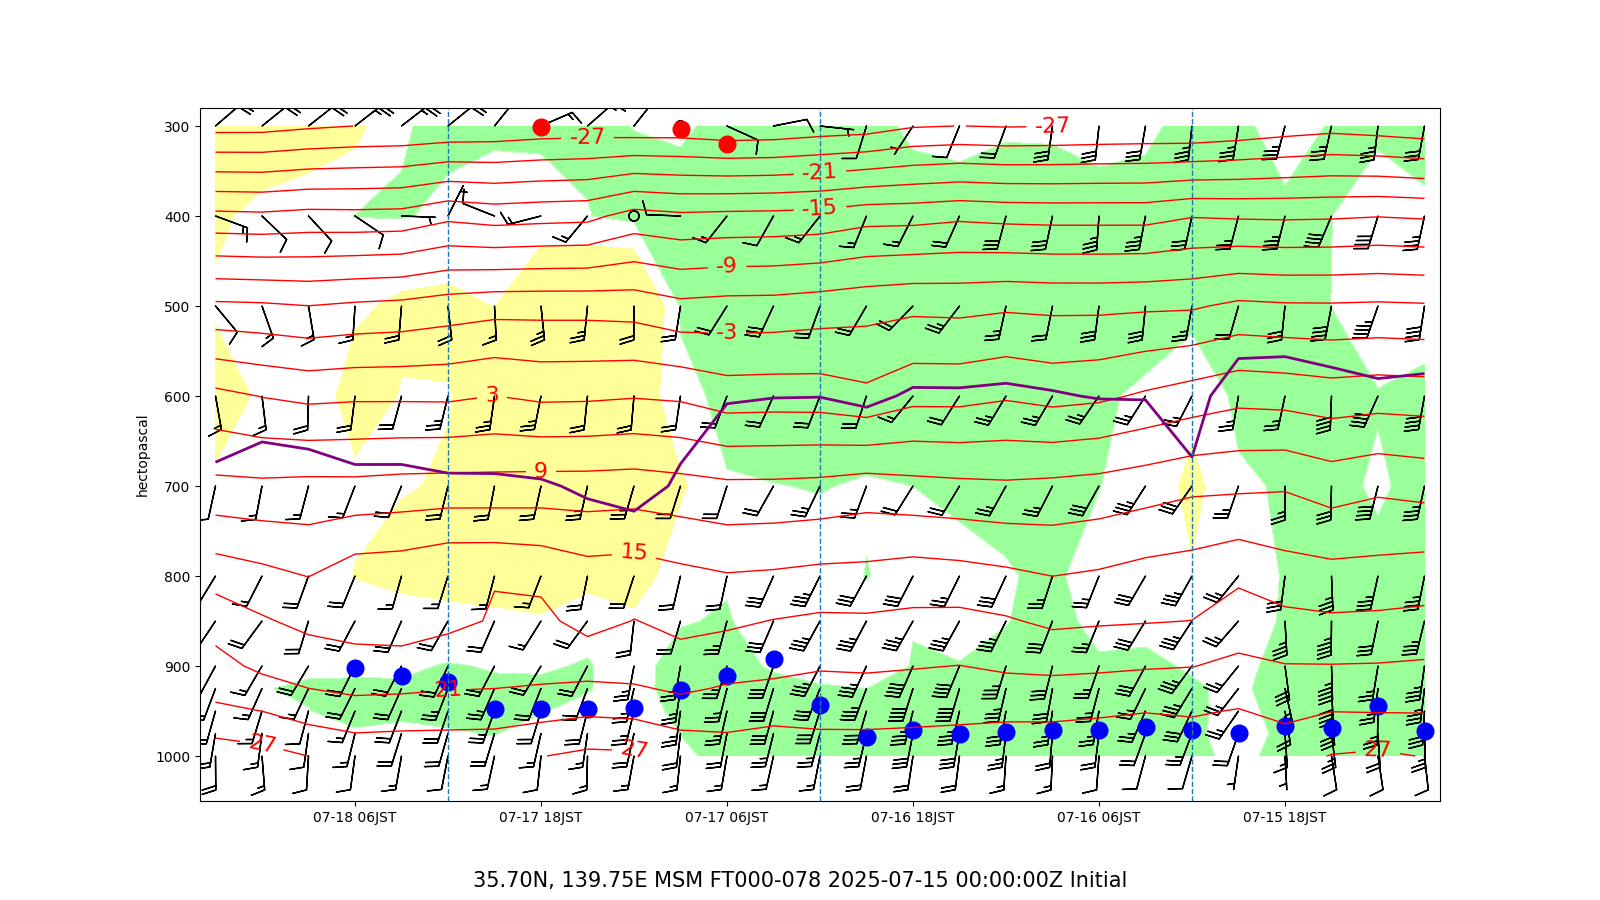 300
400
500
600
700
800
900
1000
hectopascal
-27
-27
-21
-15
-9
-3
3
9
15
21
27
27
27
07-18 06JST
07-17 18JST
07-17 06JST
07-16 18JST
07-16 06JST
07-15 18JST
35.70N, 139.75E MSM FT000-078 2025-07-15 00:00:00Z Initial